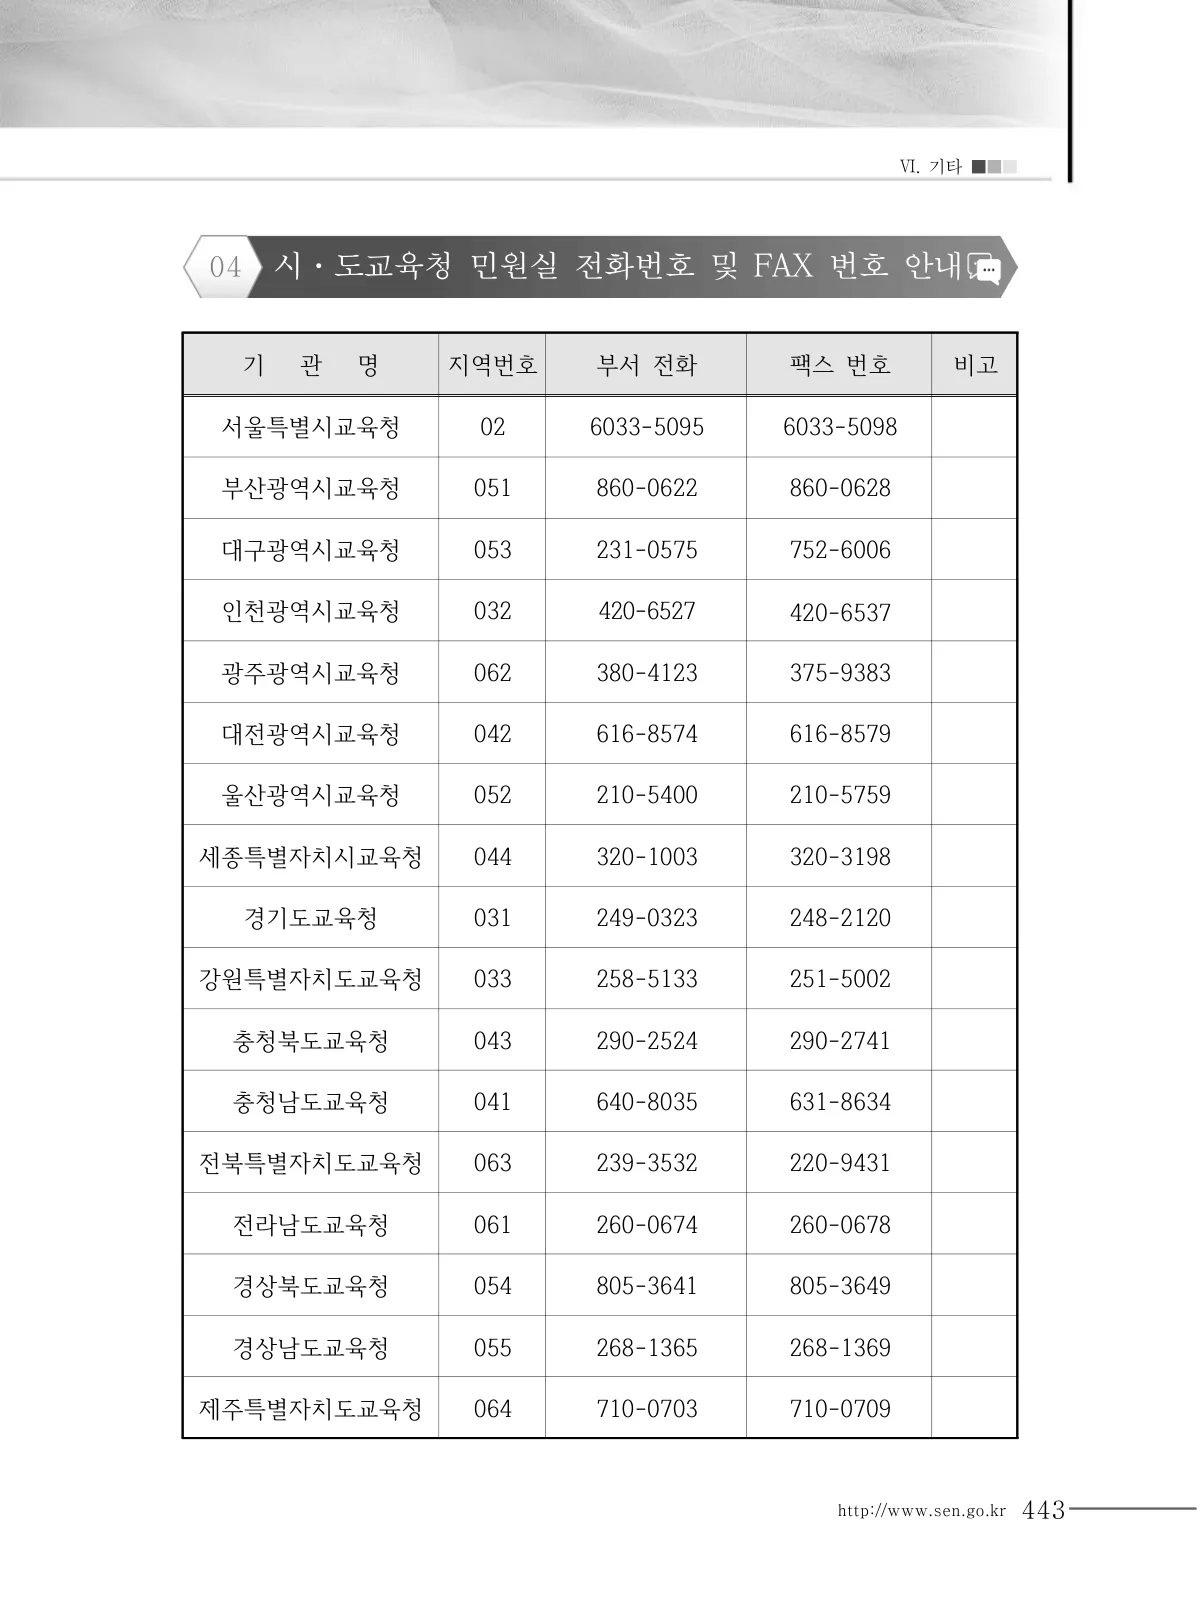 Ⅵ. 기타
04 시·도교육청 민원실 전화번호 및 FAX 번호 안내
기 관 명 지역번호 부서 전화 팩스 번호 비고
서울특별시교육청 02 6033-5095 6033-5098
부산광역시교육청 051 860-0622 860-0628
대구광역시교육청 053 231-0575 752-6006
인천광역시교육청 032 420-6527 420-6537
광주광역시교육청 062 380-4123 375-9383
대전광역시교육청 042 616-8574 616-8579
울산광역시교육청 052 210-5400 210-5759
세종특별자치시교육청 044 320-1003 320-3198
경기도교육청 031 249-0323 248-2120
강원특별자치도교육청 033 258-5133 251-5002
충청북도교육청 043 290-2524 290-2741
충청남도교육청 041 640-8035 631-8634
전북특별자치도교육청 063 239-3532 220-9431
전라남도교육청 061 260-0674 260-0678
경상북도교육청 054 805-3641 805-3649
경상남도교육청 055 268-1365 268-1369
제주특별자치도교육청 064 710-0703 710-0709
http://www.sen.go.kr 443